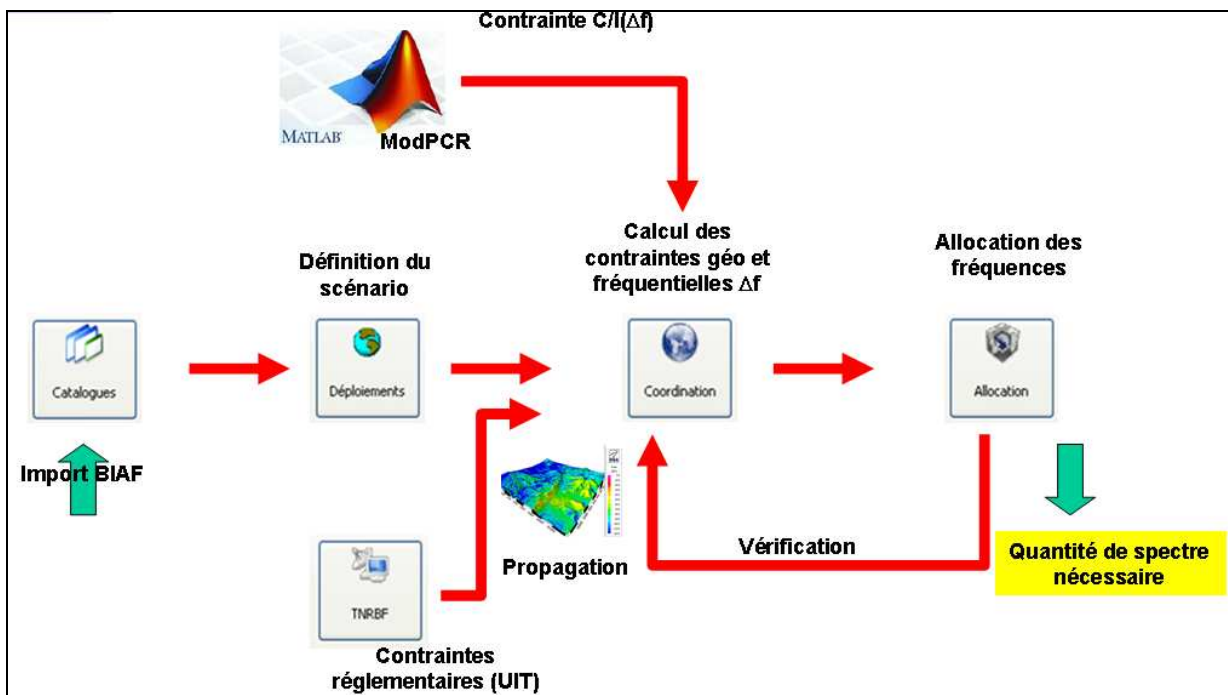 Contrainte C/I(Δf)
MATLAB
ModPCR
Définition du
scénario
Calcul des
contraintes géo et
fréquentielles Δf
Allocation des
fréquences
Catalogues
Déploiements
Coordination
Allocation
Import BIAF
Propagation
Vérification
Quantité de spectre
nécessaire
TNRBF
Contraintes
réglementaires (UIT)